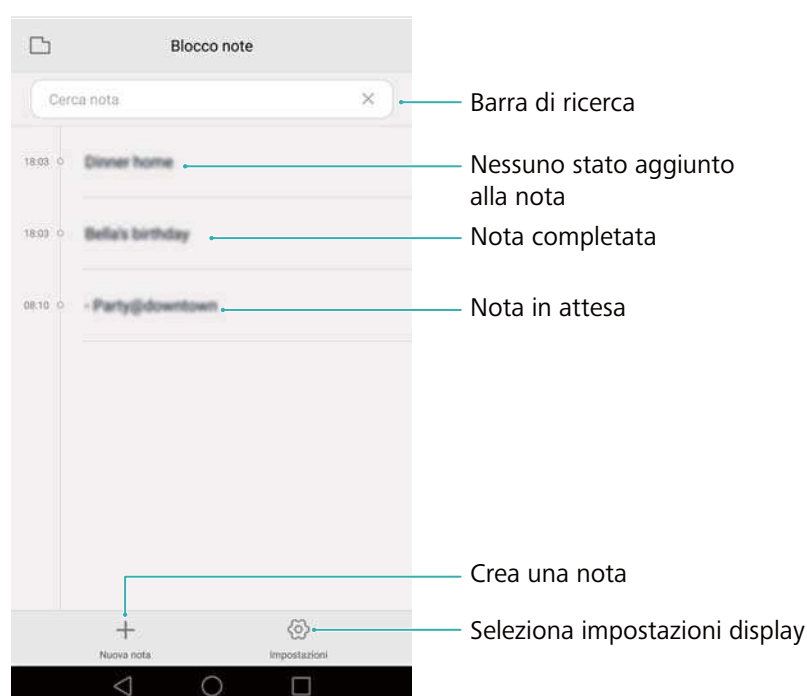 Blocco note
Cerca nota
Barra di ricerca
18:03 Dinner home
Nessuno stato aggiunto
alla nota
18:03 Bella's birthday
Nota completata
08:10 - Party@downtown
Nota in attesa
Crea una nota
Seleziona impostazioni display
Nuova nota
Impostazioni